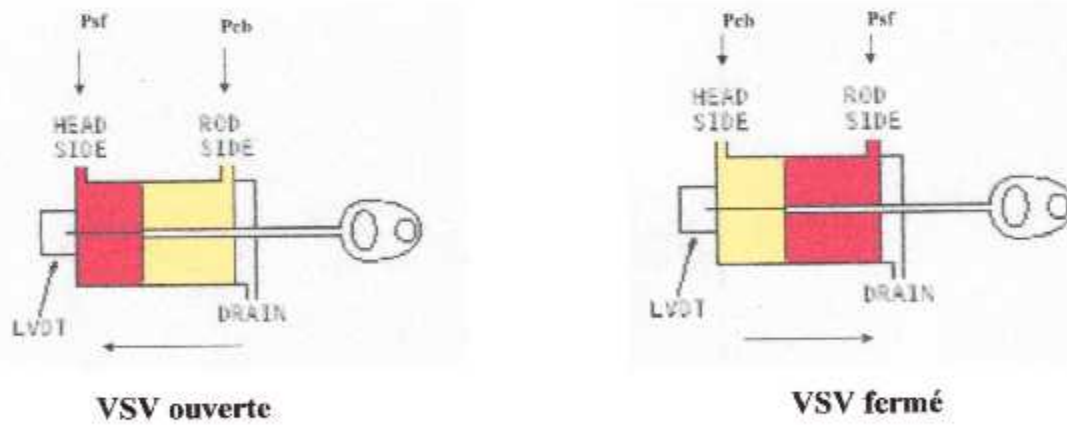 Psf
Pcb
HEAD SIDE
ROD SIDE
LVDT
DRAIN
VSV ouverte
Pcb
Psf
HEAD SIDE
ROD SIDE
LVDT
DRAIN
VSV fermé